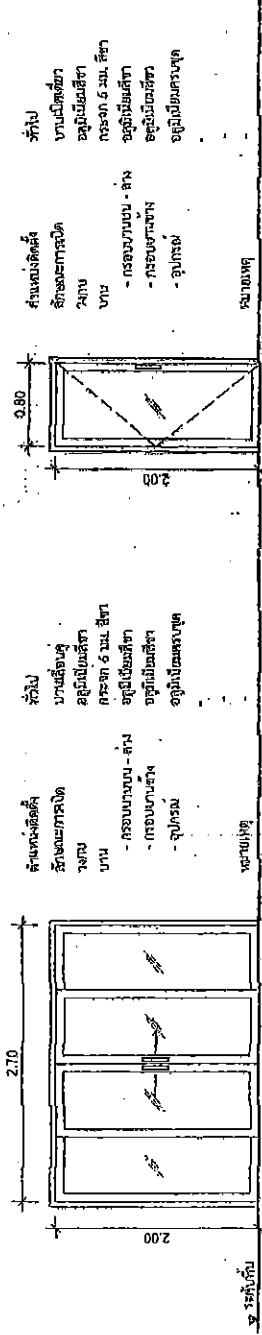 2.70
2.00
ระดับพื้น
ตำแหน่งติดตั้ง ทั่วไป
ลักษณะการเปิด บานเลื่อนคู่
วงกบ อลูมิเนียมสีชา
บาน กระจก 6 มม. สีชา
- กรอบบานบน - ล่าง อลูมิเนียมสีชา
- กรอบบานข้าง อลูมิเนียมสีชา
- อุปกรณ์ อลูมิเนียมครบชุด
หมายเหตุ -
0.80
2.00
ตำแหน่งติดตั้ง ทั่วไป
ลักษณะการเปิด บานเปิดเดี่ยว
วงกบ อลูมิเนียมสีชา
บาน กระจก 6 มม. สีชา
- กรอบบานบน - ล่าง อลูมิเนียมสีชา
- กรอบบานข้าง อลูมิเนียมสีชา
- อุปกรณ์ อลูมิเนียมครบชุด
หมายเหตุ -